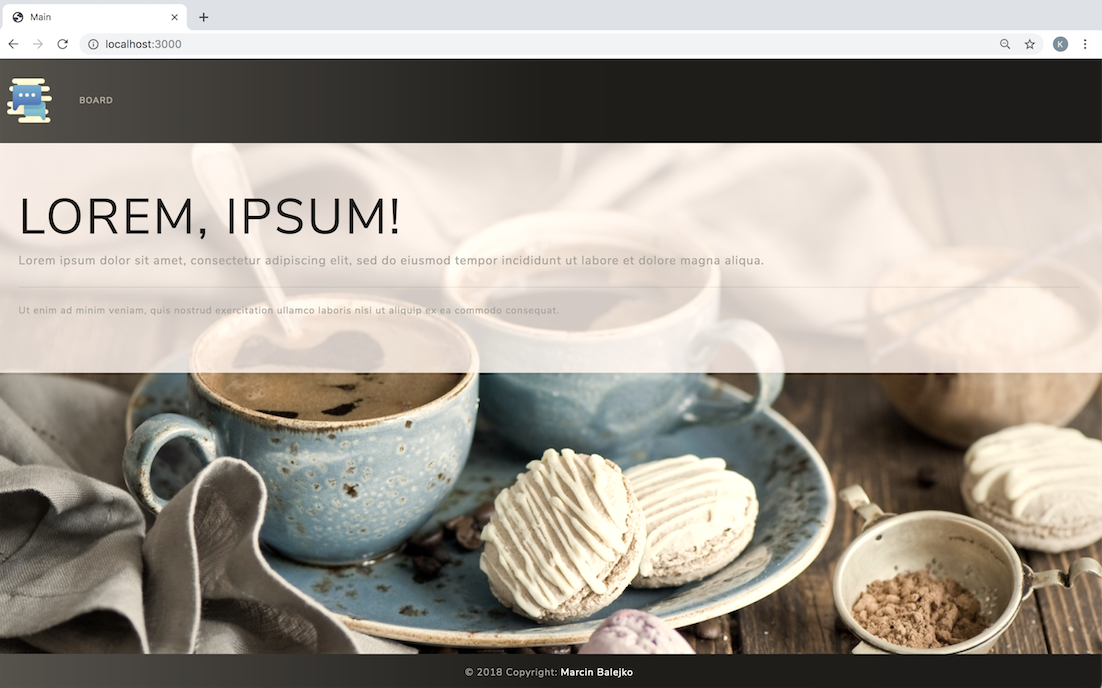 Main
localhost:3000
K
BOARD
LOREM, IPSUM!
Lorem ipsum dolor sit amet, consectetur adipiscing elit, sed do eiusmod tempor incididunt ut labore et dolore magna aliqua.
Ut enim ad minim veniam, quis nostrud exercitation ullamco laboris nisi ut aliquip ex ea commodo consequat.
© 2018 Copyright: Marcin Balejko